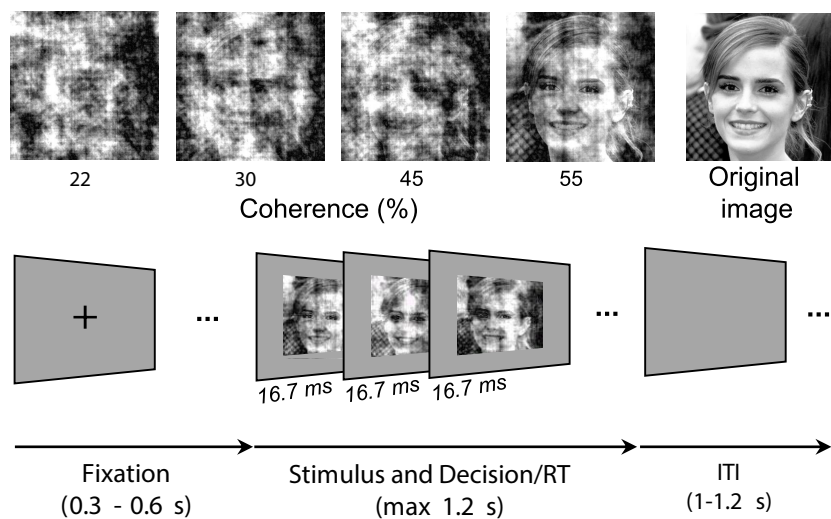 22 30 45 55
Coherence (%)
Original
image
+
...
...
...
16.7 ms 16.7 ms 16.7 ms
Fixation
(0.3 - 0.6 s)
Stimulus and Decision/RT
(max 1.2 s)
ITI
(1-1.2 s)